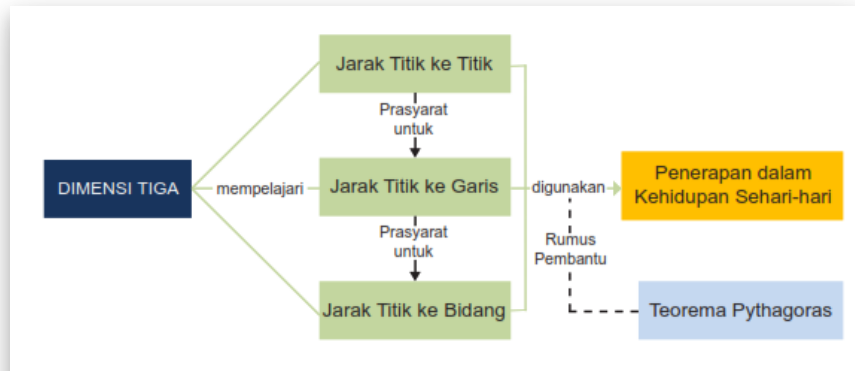 Jarak Titik ke Titik
Prasyarat
untuk
DIMENSI TIGA
mempelajari
Jarak Titik ke Garis
digunakan
Penerapan dalam
Kehidupan Sehari-hari
Prasyarat
untuk
Rumus
Pembantu
Jarak Titik ke Bidang
Teorema Pythagoras